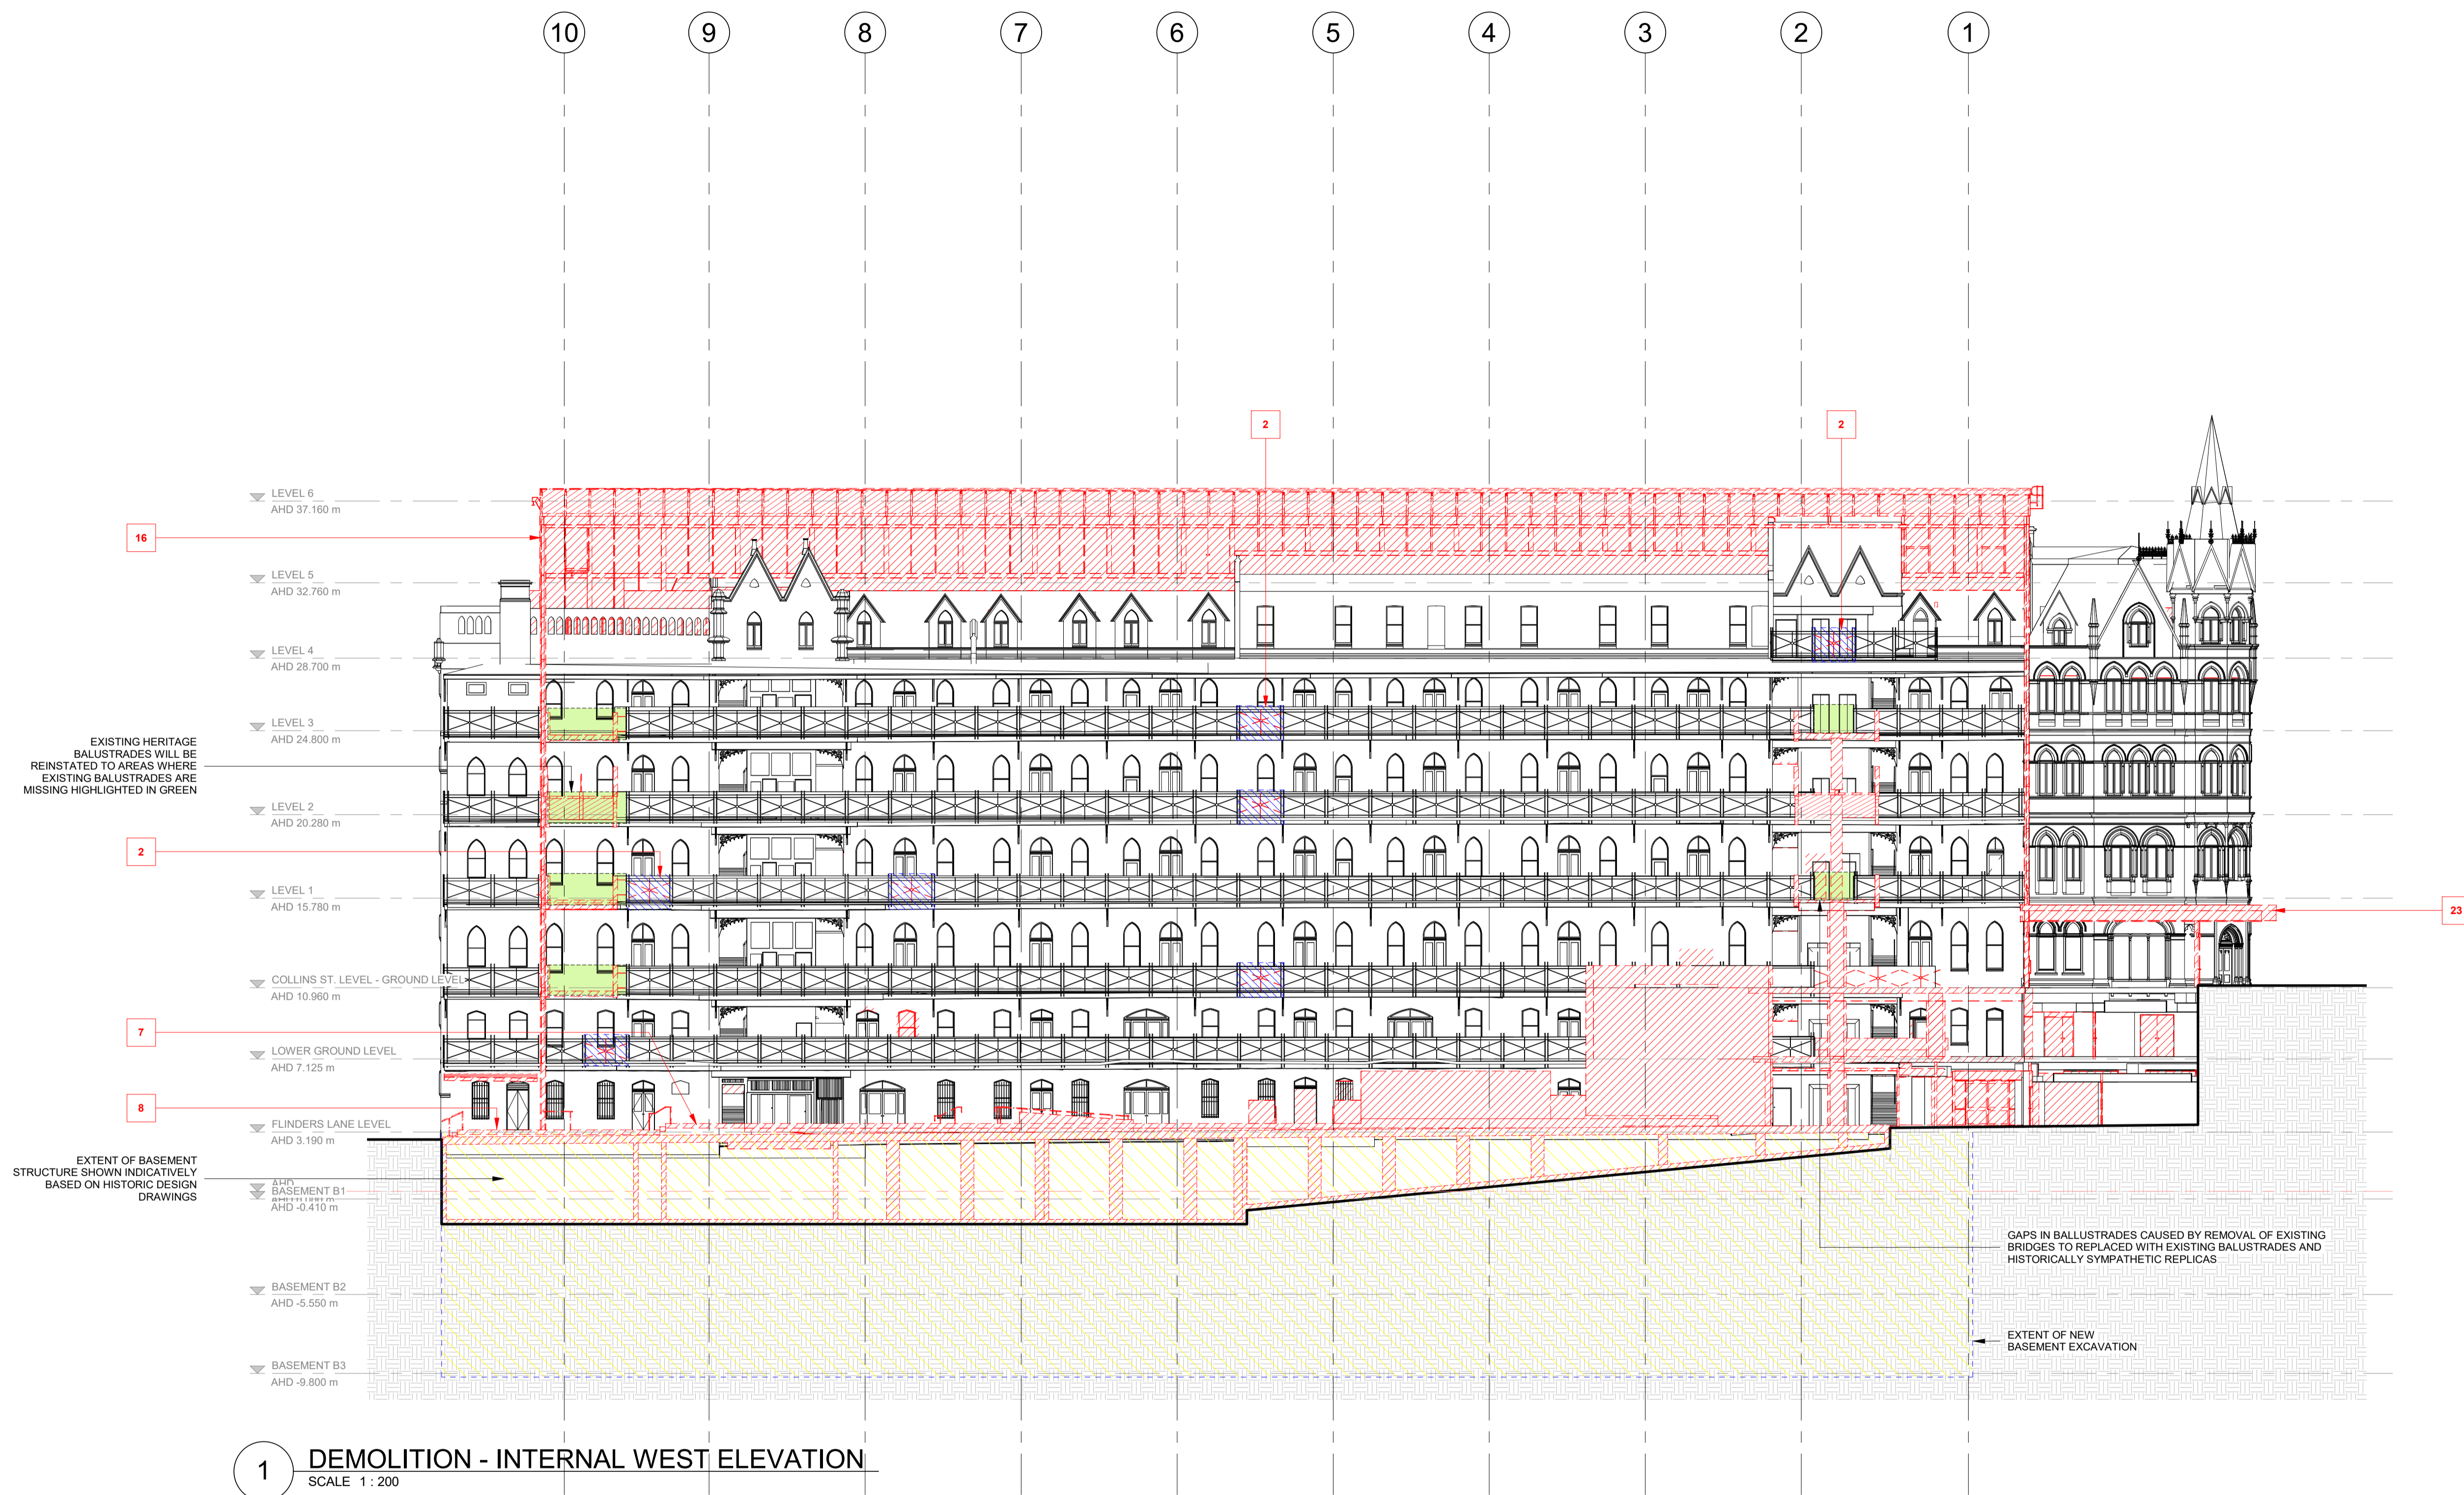 10 9 8 7 6 5 4 3 2 1
2 2
LEVEL 6
AHD 37.160 m
16
LEVEL 5
AHD 32.760 m
LEVEL 4
AHD 28.700 m
LEVEL 3
AHD 24.800 m
EXISTING HERITAGE
BALUSTRADES WILL BE
REINSTATED TO AREAS WHERE
EXISTING BALUSTRADES ARE
MISSING HIGHLIGHTED IN GREEN
LEVEL 2
AHD 20.280 m
2
LEVEL 1
AHD 15.780 m
23
COLLINS ST. LEVEL - GROUND LEVEL
AHD 10.960 m
7
LOWER GROUND LEVEL
AHD 7.125 m
8
FLINDERS LANE LEVEL
AHD 3.190 m
EXTENT OF BASEMENT
STRUCTURE SHOWN INDICATIVELY
BASED ON HISTORIC DESIGN
DRAWINGS
AHD
BASEMENT B1
AHD -0.410 m
GAPS IN BALLUSTRADES CAUSED BY REMOVAL OF EXISTING
BRIDGES TO REPLACED WITH EXISTING BALUSTRADES AND
HISTORICALLY SYMPATHETIC REPLICAS
BASEMENT B2
AHD -5.550 m
EXTENT OF NEW
BASEMENT EXCAVATION
BASEMENT B3
AHD -9.800 m
1
DEMOLITION - INTERNAL WEST ELEVATION
SCALE 1 : 200